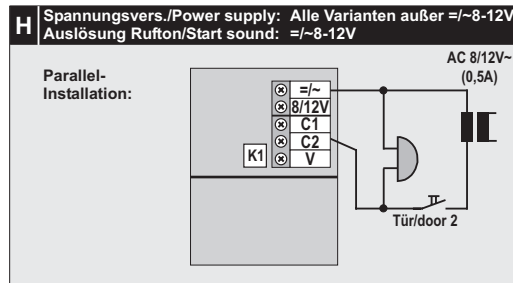 H
Spannungsvers./Power supply: Alle Varianten außer =/~8-12V
Auslösung Rufton/Start sound: =/~8-12V
Parallel-
Installation:
AC 8/12V~
(0,5A)
=/~
8/12V
C1
C2
V
K1
Tür/door 2